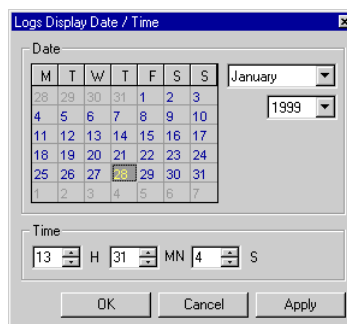 Logs Display Date / Time
Date
M T W T F S S
28 29 30 31 1 2 3
4 5 6 7 8 9 10
11 12 13 14 15 16 17
18 19 20 21 22 23 24
25 26 27 28 29 30 31
1 2 3 4 5 6 7
January
1999
Time
13 H 31 MN 4 S
OK Cancel Apply